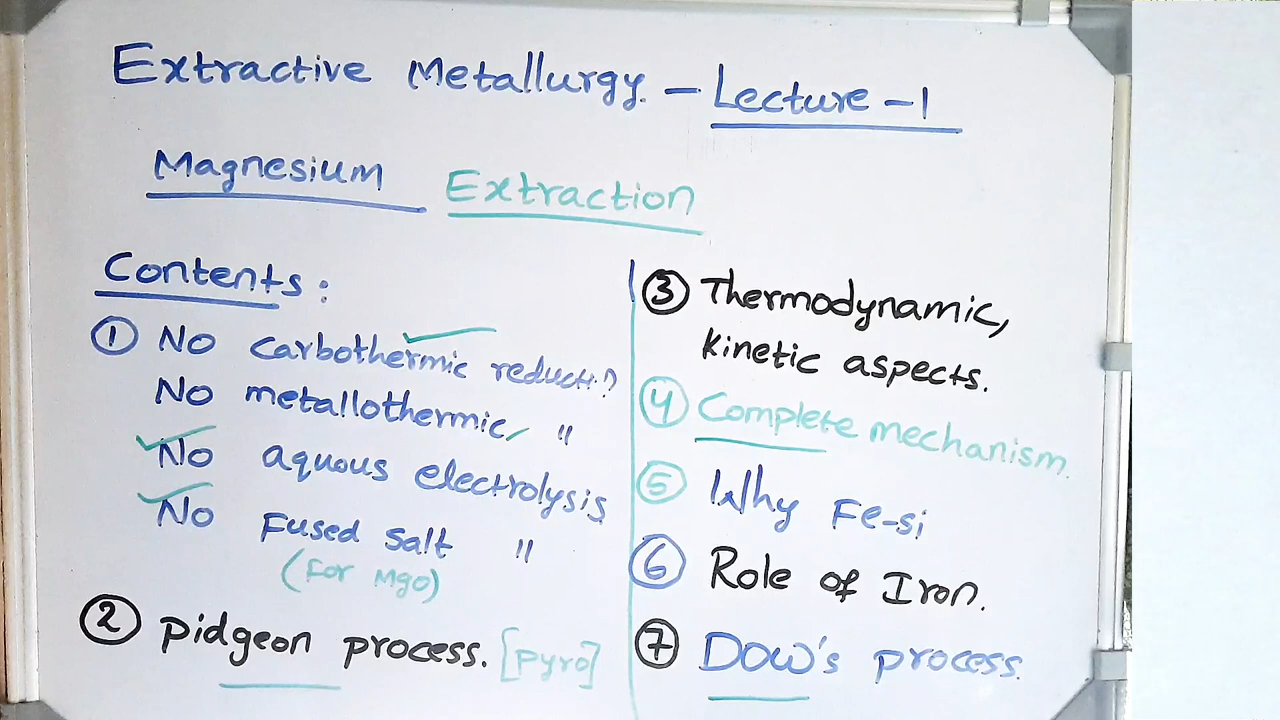 Extractive Metallurgy. - Lecture -1
Magnesium Extraction
Contents:
① No carbothermic reductⁿ.?
No metallothermic "
No aquous electrolysis
No Fused Salt "
(For Mgo)
② pidgeon process. [Pyro]
③ Thermodynamic,
kinetic aspects.
④ Complete mechanism.
⑤ Why Fe-si
⑥ Role of Iron.
⑦ Dow's process.